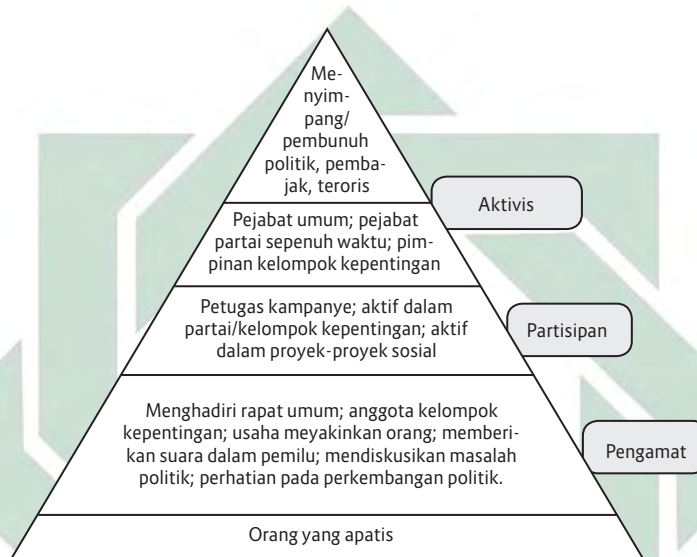 Me-
nyim-
pang/
pembunuh
politik, pemba-
jak, teroris
Aktivis
Pejabat umum; pejabat
partai sepenuh waktu; pim-
pinan kelompok kepentingan
Petugas kampanye; aktif dalam
partai/kelompok kepentingan; aktif
dalam proyek-proyek sosial
Partisipan
Menghadiri rapat umum; anggota kelompok
kepentingan; usaha meyakinkan orang; memberi-
kan suara dalam pemilu; mendiskusikan masalah
politik; perhatian pada perkembangan politik.
Pengamat
Orang yang apatis